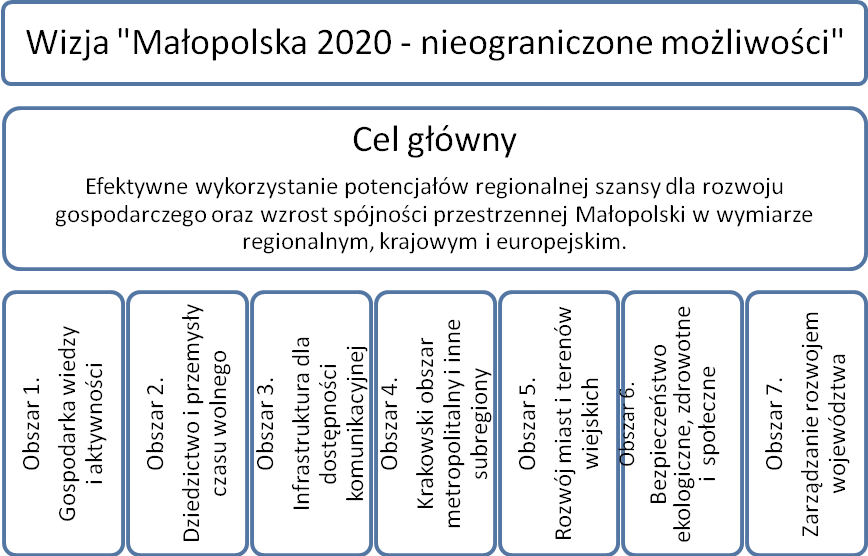 Wizja "Małopolska 2020 - nieograniczone możliwości"
Cel główny
Efektywne wykorzystanie potencjałów regionalnej szansy dla rozwoju
gospodarczego oraz wzrost spójności przestrzennej Małopolski w wymiarze
regionalnym, krajowym i europejskim.
Obszar 1.
Gospodarka wiedzy
i aktywności
Obszar 2.
Dziedzictwo i przemysły
czasu wolnego
Obszar 3.
Infrastruktura dla
dostępności
komunikacyjnej
Obszar 4.
Krakowski obszar
metropolitalny i inne
subregiony
Obszar 5.
Rozwój miast i terenów
wiejskich
Obszar 6.
Bezpieczeństwo
ekologiczne, zdrowotne
i społeczne
Obszar 7.
Zarządzanie rozwojem
województwa